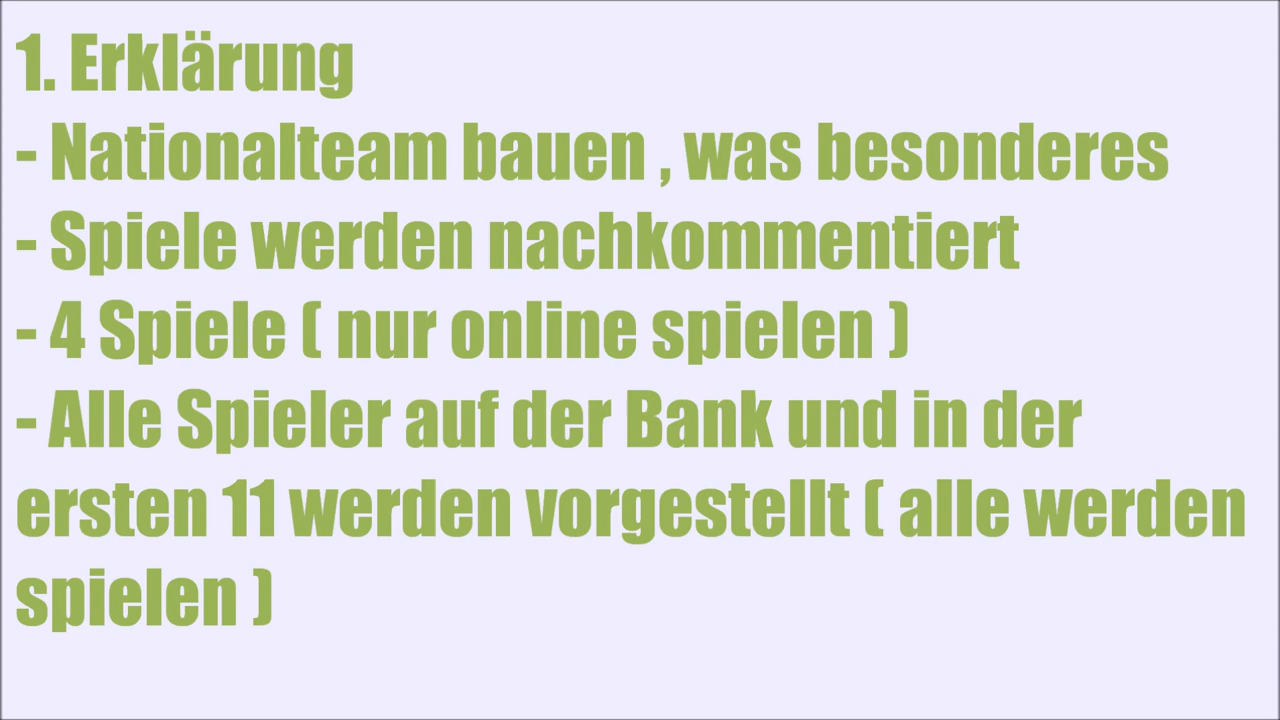 1. Erklärung
- Nationalteam bauen , was besonderes
- Spiele werden nachkommentiert
- 4 Spiele ( nur online spielen )
- Alle Spieler auf der Bank und in der
ersten 11 werden vorgestellt ( alle werden
spielen )